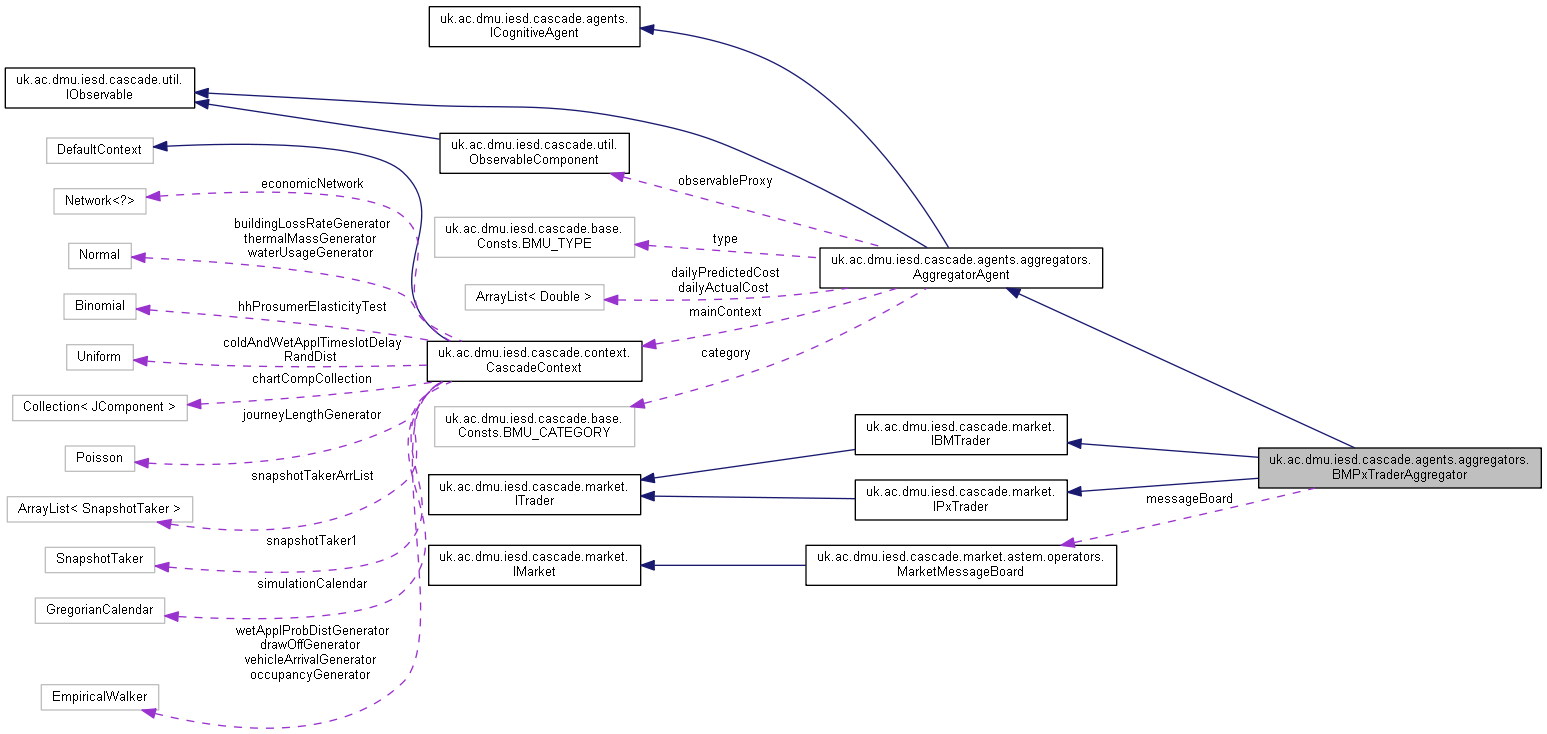 uk.ac.dmu.iesd.cascade.agents.
ICognitiveAgent
uk.ac.dmu.iesd.cascade.util.
IObservable
DefaultContext
uk.ac.dmu.iesd.cascade.util.
ObservableComponent
Network<?>
economicNetwork
observableProxy
buildingLossRateGenerator
thermalMassGenerator
waterUsageGenerator
Normal
uk.ac.dmu.iesd.cascade.base.
Consts.BMU_TYPE
type
uk.ac.dmu.iesd.cascade.agents.aggregators.
AggregatorAgent
dailyPredictedCost
dailyActualCost
ArrayList< Double >
Binomial
hhProsumerElasticityTest
mainContext
Uniform
coldAndWetApplTimeslotDelay
RandDist
uk.ac.dmu.iesd.cascade.context.
CascadeContext
category
chartCompCollection
Collection< JComponent >
journeyLengthGenerator
uk.ac.dmu.iesd.cascade.base.
Consts.BMU_CATEGORY
uk.ac.dmu.iesd.cascade.market.
IBMTrader
Poisson
uk.ac.dmu.iesd.cascade.agents.aggregators.
BMPxTraderAggregator
snapshotTakerArrList
uk.ac.dmu.iesd.cascade.market.
ITrader
uk.ac.dmu.iesd.cascade.market.
IPxTrader
messageBoard
ArrayList< SnapshotTaker >
snapshotTaker1
SnapshotTaker
uk.ac.dmu.iesd.cascade.market.
IMarket
uk.ac.dmu.iesd.cascade.market.astem.operators.
MarketMessageBoard
simulationCalendar
GregorianCalendar
wetApplProbDistGenerator
drawOffGenerator
vehicleArrivalGenerator
occupancyGenerator
EmpiricalWalker